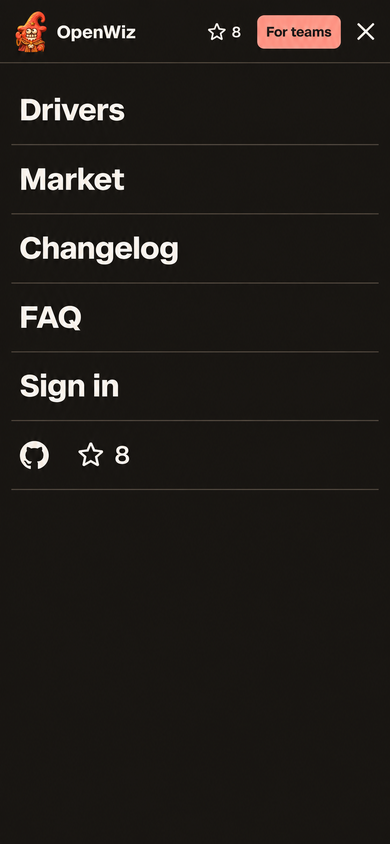 OpenWiz
8
For teams
Drivers
Market
Changelog
FAQ
Sign in
8